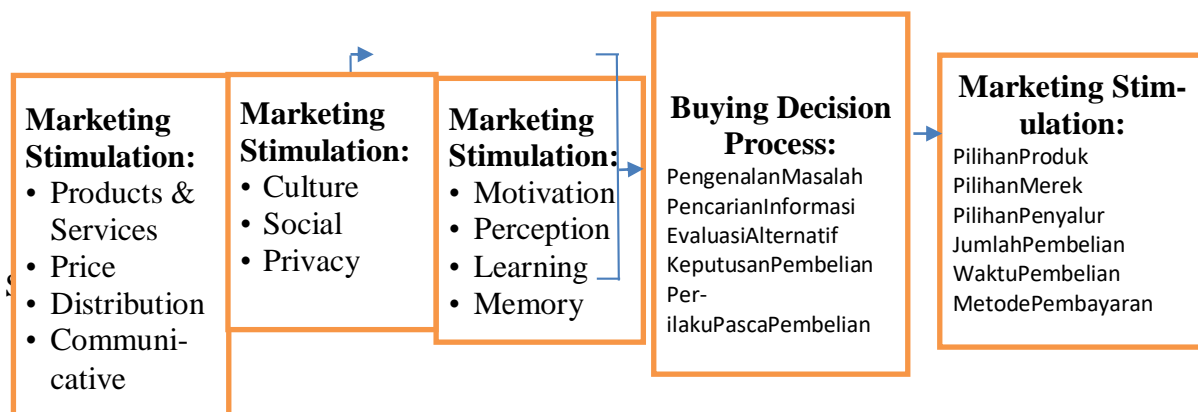 Marketing
Stimulation:
• Products &
Services
• Price
• Distribution
• Communi-
cative
Marketing
Stimulation:
• Culture
• Social
• Privacy
Marketing
Stimulation:
• Motivation
• Perception
• Learning
• Memory
Buying Decision
Process:
PengenalanMasalah
PencarianInformasi
EvaluasiAlternatif
KeputusanPembelian
Per-
ilakuPascaPembelian
Marketing Stim-
ulation:
PilihanProduk
PilihanMerek
PilihanPenyalur
JumlahPembelian
WaktuPembelian
MetodePembayaran